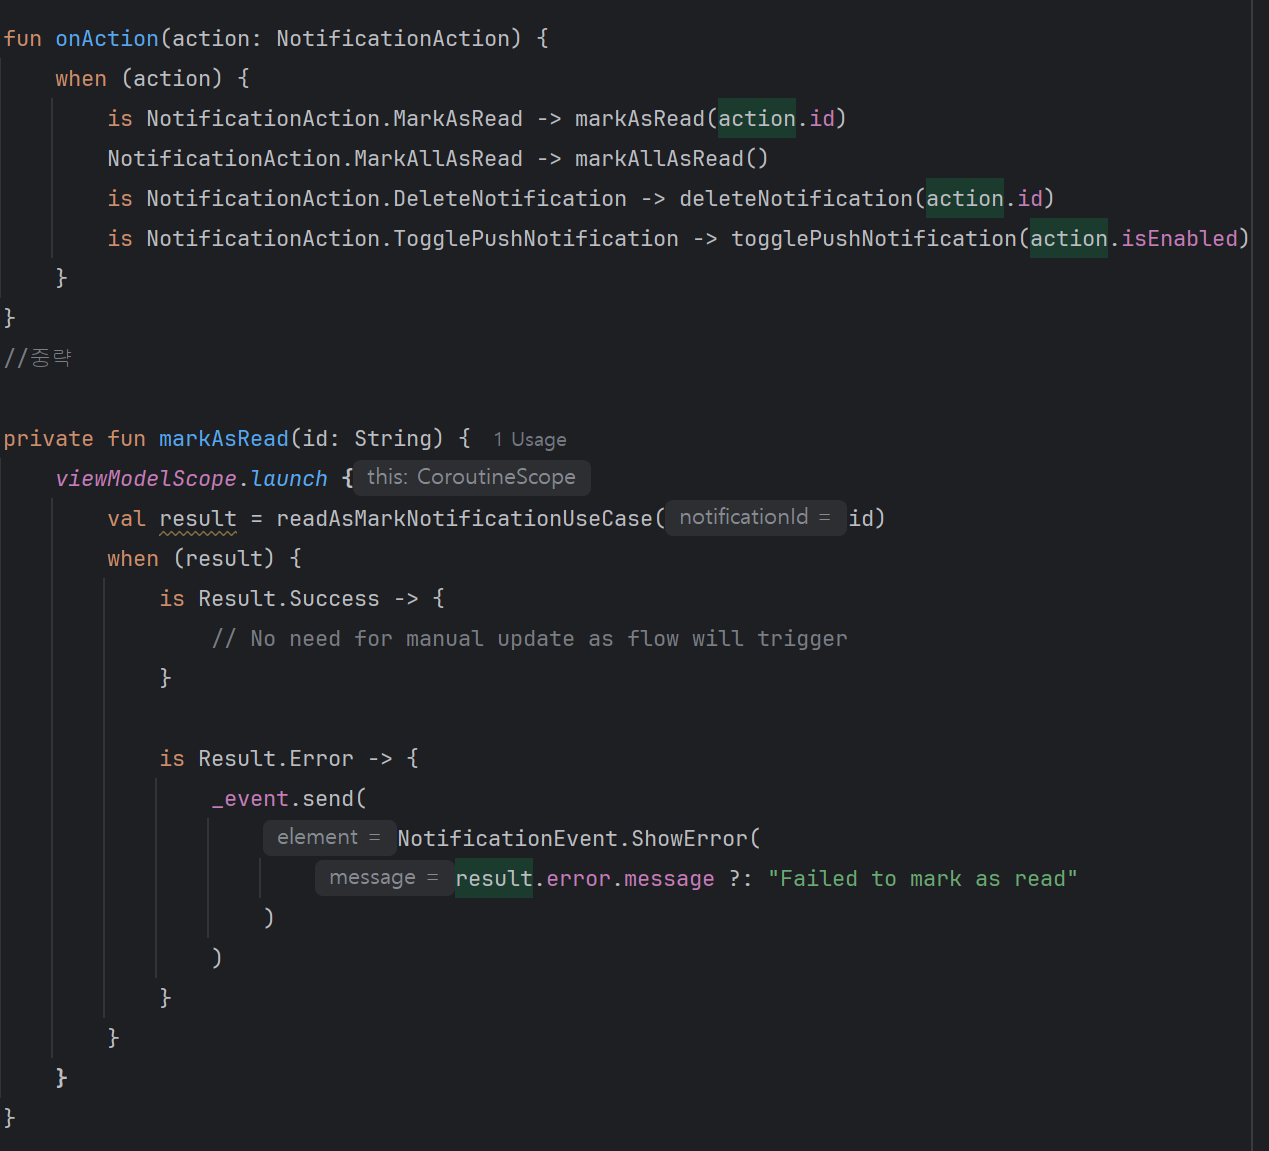 fun onAction(action: NotificationAction) {
    when (action) {
        is NotificationAction.MarkAsRead -> markAsRead(action.id)
        NotificationAction.MarkAllAsRead -> markAllAsRead()
        is NotificationAction.DeleteNotification -> deleteNotification(action.id)
        is NotificationAction.TogglePushNotification -> togglePushNotification(action.isEnabled)
    }
}
//중략
private fun markAsRead(id: String) { 1 Usage
    viewModelScope.launch { this: CoroutineScope
        val result = readAsMarkNotificationUseCase( notificationId = id)
        when (result) {
            is Result.Success -> {
                // No need for manual update as flow will trigger
            }
            is Result.Error -> {
                _event.send(
                    element = NotificationEvent.ShowError(
                        message = result.error.message ?: "Failed to mark as read"
                    )
                )
            }
        }
    }
}